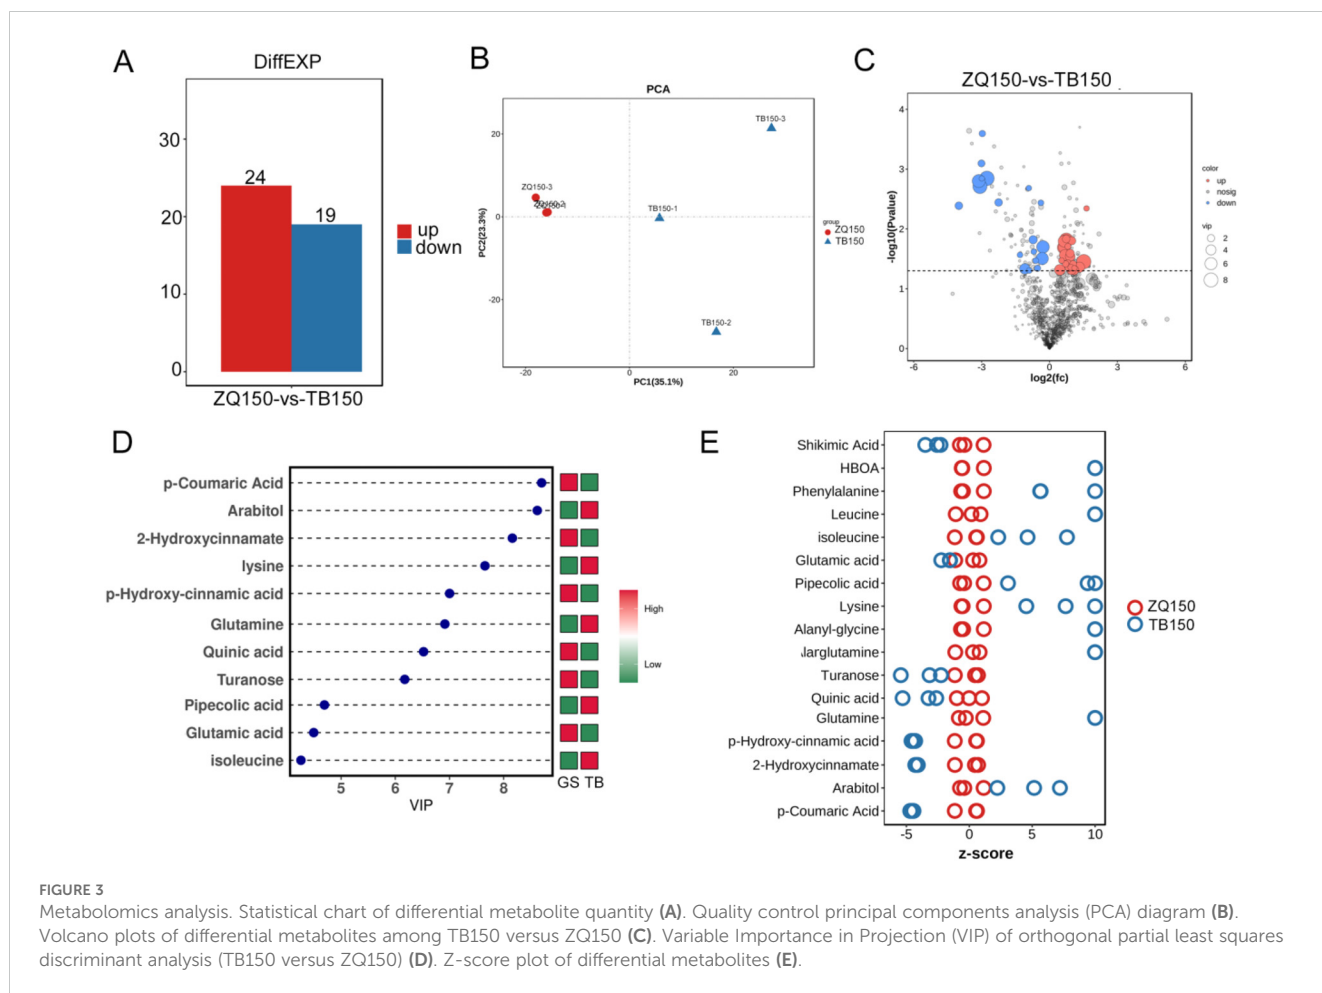 A
DiffEXP
30
20
10
0
24
19
up
down
ZQ150-vs-TB150
B
PCA
TB150-3
ZQ150-3
TB150-1
TB150-2
20
0
-20
PC2(23.3%)
-20
0
20
PC1(35.1%)
group
ZQ150
TB150
C
ZQ150-vs-TB150
4
3
2
1
0
-log10(Pvalue)
-6
-3
0
3
6
log2(fc)
color
up
nosig
down
vip
2
4
6
8
D
p-Coumaric Acid
Arabitol
2-Hydroxycinnamate
lysine
p-Hydroxy-cinnamic acid
Glutamine
Quinic acid
Turanose
Pipecolic acid
Glutamic acid
isoleucine
5
6
7
8
VIP
GS TB
High
Low
E
Shikimic Acid
HBOA
Phenylalanine
Leucine
isoleucine
Glutamic acid
Pipecolic acid
Lysine
Alanyl-glycine
larglutamine
Turanose
Quinic acid
Glutamine
p-Hydroxy-cinnamic acid
2-Hydroxycinnamate
Arabitol
p-Coumaric Acid
-5
0
5
10
z-score
ZQ150
TB150
FIGURE 3
Metabolomics analysis. Statistical chart of differential metabolite quantity (A). Quality control principal components analysis (PCA) diagram (B).
Volcano plots of differential metabolites among TB150 versus ZQ150 (C). Variable Importance in Projection (VIP) of orthogonal partial least squares
discriminant analysis (TB150 versus ZQ150) (D). Z-score plot of differential metabolites (E).